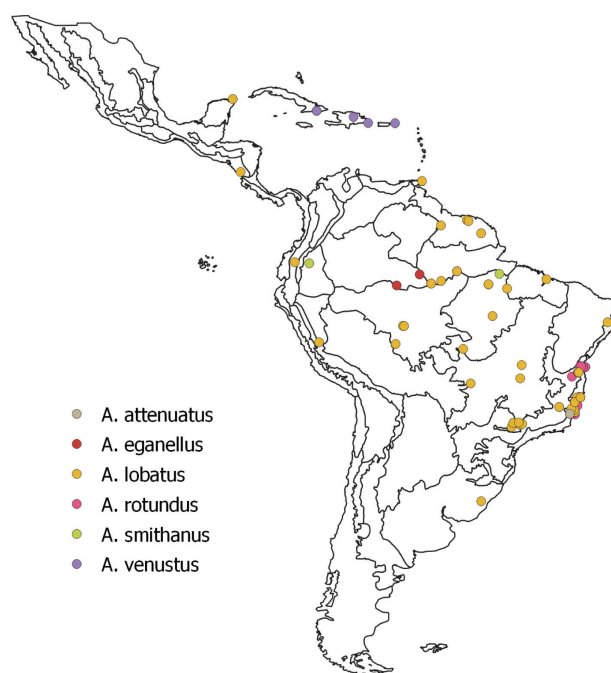 A. attenuatus
A. eganellus
A. lobatus
A. rotundus
A. smithanus
A. venustus